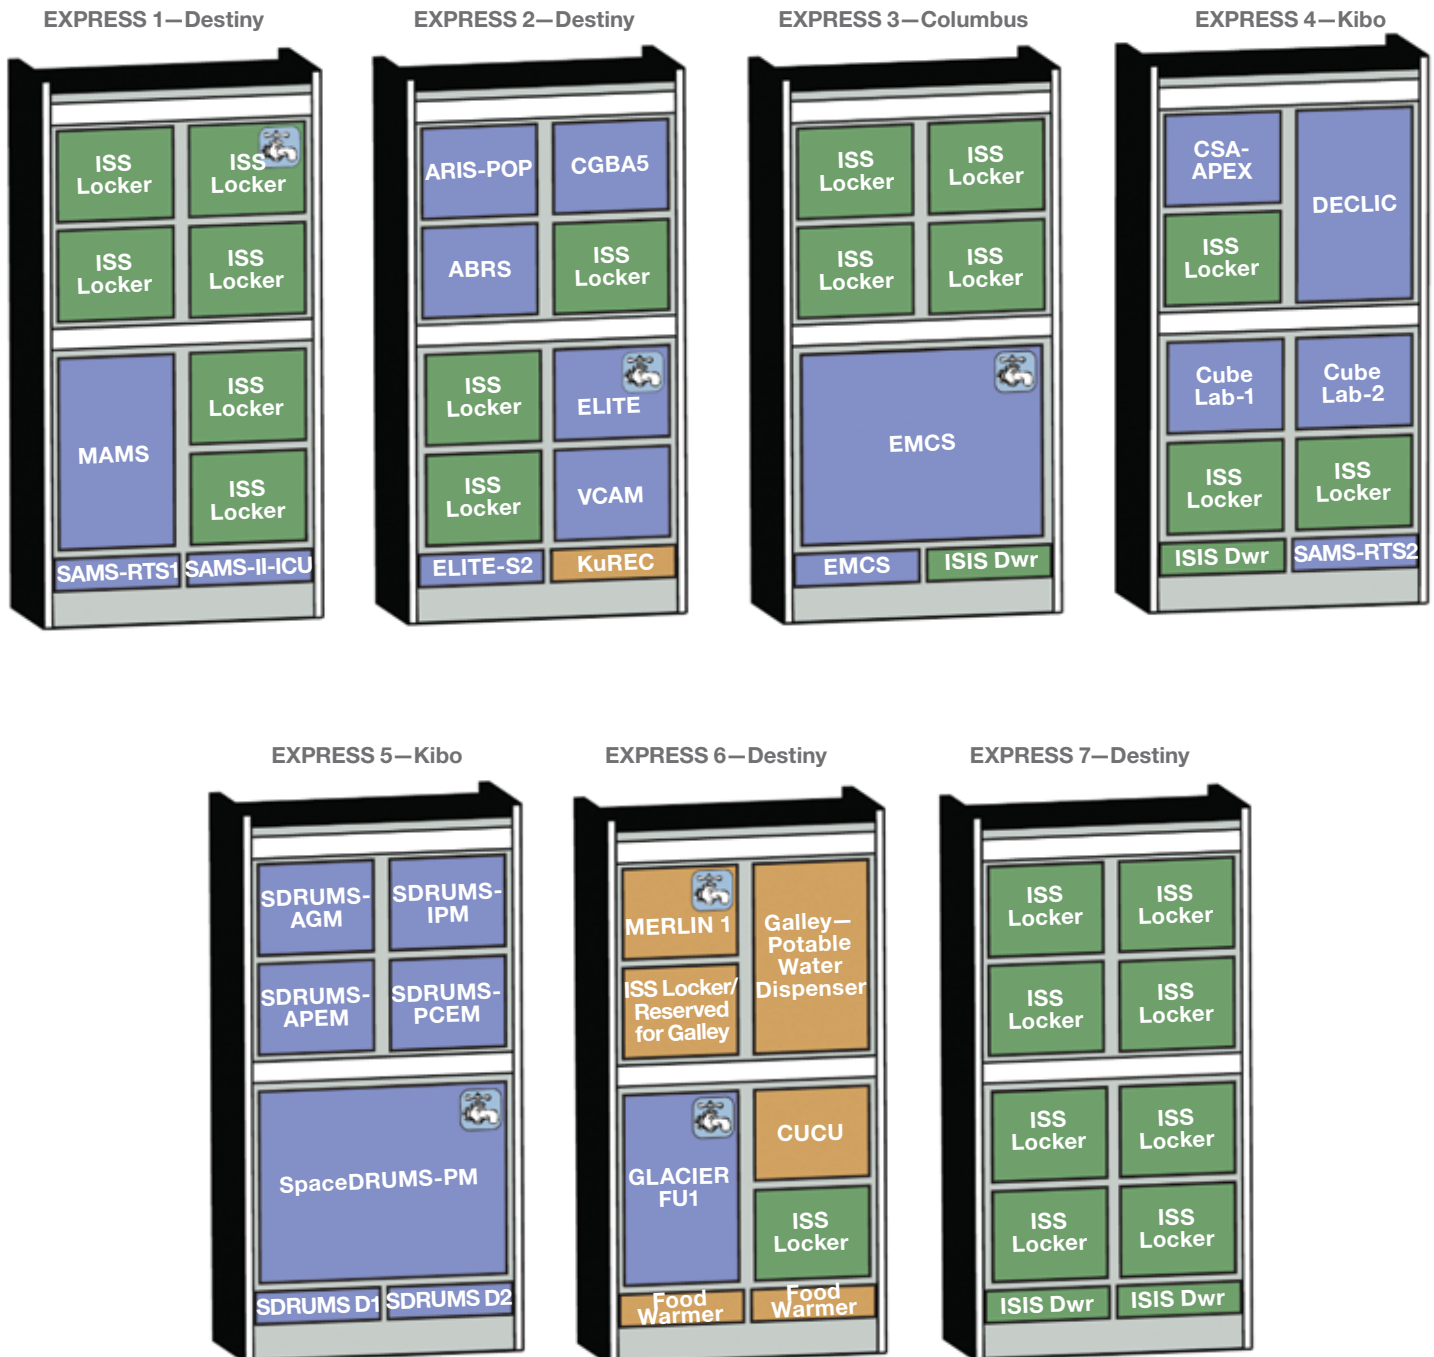 EXPRESS 1—Destiny
ISS
Locker
ISS
Locker
ISS
Locker
ISS
Locker
MAMS
ISS
Locker
ISS
Locker
SAMS-RTS1
SAMS-II-ICU
EXPRESS 2—Destiny
ARIS-POP
CGBA5
ABRS
ISS
Locker
ISS
Locker
ELITE
ISS
Locker
VCAM
ELITE-S2
KuREC
EXPRESS 3—Columbus
ISS
Locker
ISS
Locker
ISS
Locker
ISS
Locker
EMCS
EMCS
ISIS Dwr
EXPRESS 4—Kibo
CSA-
APEX
DECLIC
ISS
Locker
Cube
Lab-1
Cube
Lab-2
ISS
Locker
ISS
Locker
ISIS Dwr
SAMS-RTS2
EXPRESS 5—Kibo
SDRUMS-
AGM
SDRUMS-
IPM
SDRUMS-
APEM
SDRUMS-
PCEM
SpaceDRUMS-PM
SDRUMS D1
SDRUMS D2
EXPRESS 6—Destiny
MERLIN 1
Galley—
Potable
Water
Dispenser
ISS Locker/
Reserved
for Galley
GLACIER
FU1
CUCU
ISS
Locker
Food
Warmer
Food
Warmer
EXPRESS 7—Destiny
ISS
Locker
ISS
Locker
ISS
Locker
ISS
Locker
ISS
Locker
ISS
Locker
ISS
Locker
ISS
Locker
ISIS Dwr
ISIS Dwr